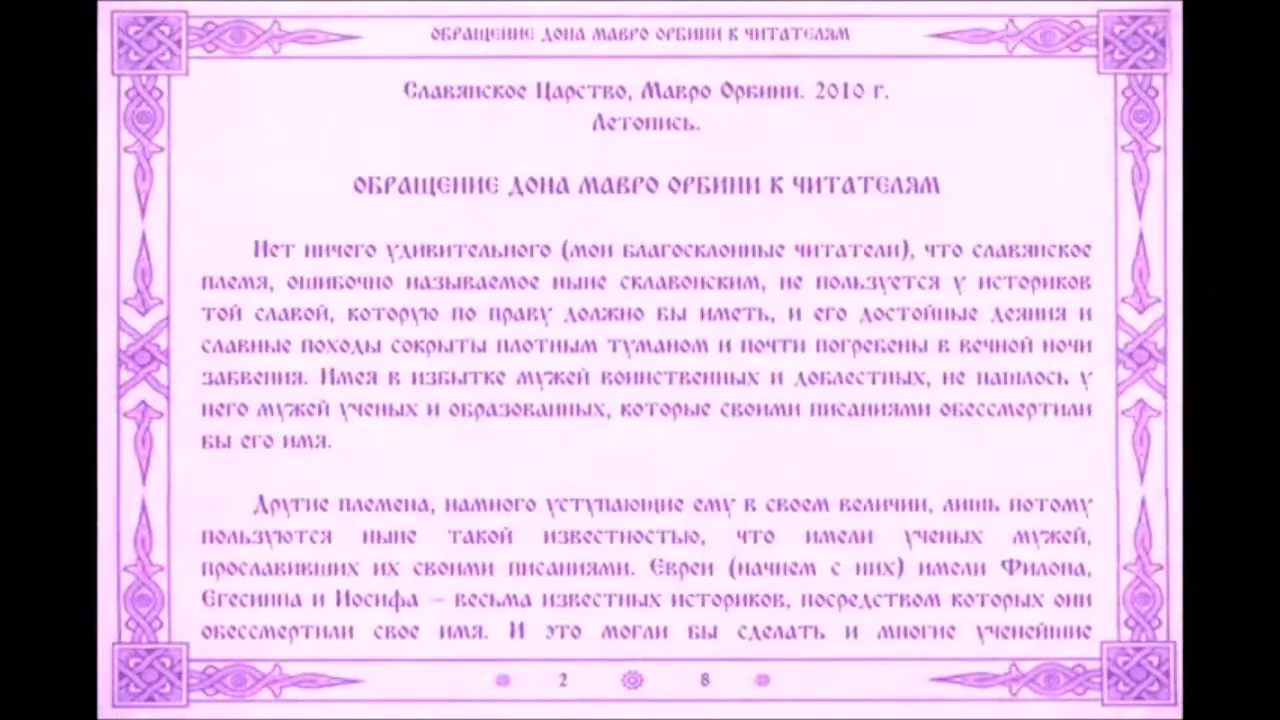 ОБРАЩЕНИЕ ДОНА МАВРО ОРБИНИ К ЧИТАТЕЛЯМ
Славянское Царство, Мавро Орбини. 2010 г.
Летопись.
ОБРАЩЕНИЕ ДОНА МАВРО ОРБИНИ К ЧИТАТЕЛЯМ
Нет ничего удивительного (мои благосклонные читатели), что славянское
племя, ошибочно называемое ныне склавонским, не пользуется у историков
той славой, которую по праву должно бы иметь, и его достойные деяния и
славные походы сокрыты плотным туманом и почти погребены в вечной ночи
забвения. Имея в избытке мужей воинственных и доблестных, не нашлось у
него мужей ученых и образованных, которые своими писаниями обессмертили
бы его имя.
Другие племена, намного уступающие ему в своем величии, лишь потому
пользуются ныне такой известностью, что имели ученых мужей,
прославивших их своими писаниями. Евреи (начнем с них) имели Филона,
Егесиппа и Иосифа – весьма известных историков, посредством которых они
обессмертили свое имя. И это могли бы сделать и многие ученейшие
2 8